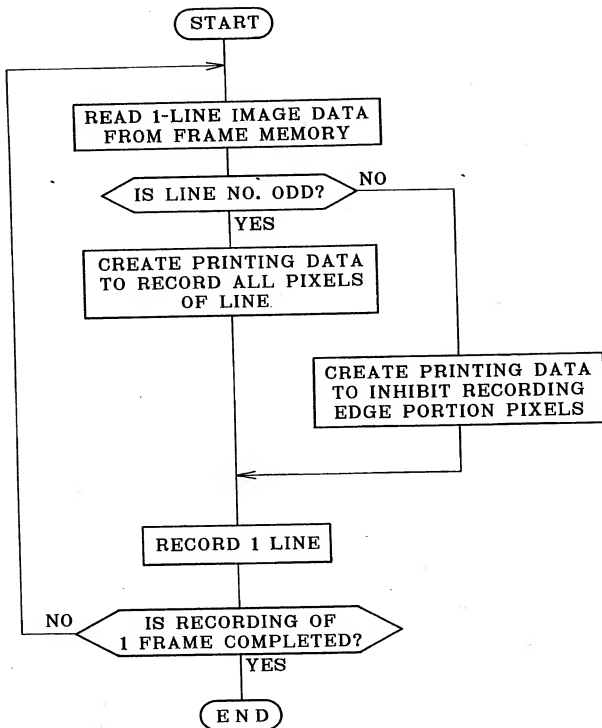 START
READ 1-LINE IMAGE DATA
FROM FRAME MEMORY
IS LINE NO. ODD?
NO
YES
CREATE PRINTING DATA
TO RECORD ALL PIXELS
OF LINE
CREATE PRINTING DATA
TO INHIBIT RECORDING
EDGE PORTION PIXELS
RECORD 1 LINE
NO
IS RECORDING OF
1 FRAME COMPLETED?
YES
END